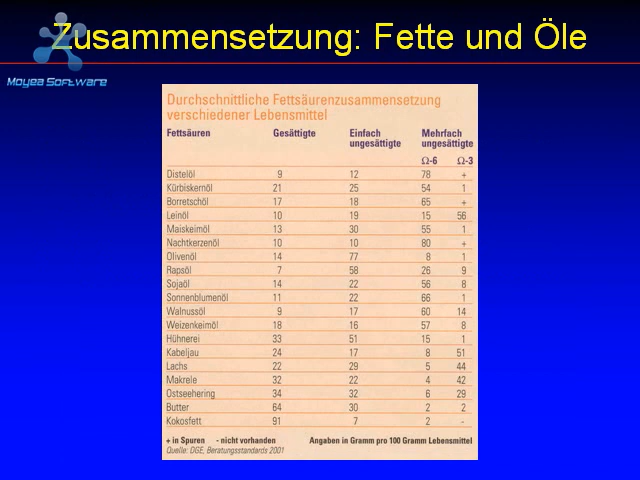 Zusammensetzung: Fette und Öle
Moyea Software
Durchschnittliche Fettsäurenzusammensetzung
verschiedener Lebensmittel
Fettsäuren Gesättigte Einfach ungesättigte Mehrfach ungesättigte
Ω-6 Ω-3
Distelöl 9 12 78 +
Kürbiskernöl 21 25 54 1
Borretschöl 17 18 65 +
Leinöl 10 19 15 56
Maiskeimöl 13 30 55 1
Nachtkerzenöl 10 10 80 +
Olivenöl 14 77 8 1
Rapsöl 7 58 26 9
Sojaöl 14 22 56 8
Sonnenblumenöl 11 22 66 1
Walnussöl 9 17 60 14
Weizenkeimöl 18 16 57 8
Hühnerei 33 51 15 1
Kabeljau 24 17 8 51
Lachs 22 29 5 44
Makrele 32 22 4 42
Ostseehering 34 32 6 29
Butter 64 30 2 2
Kokosfett 91 7 2 -
+ in Spuren - nicht vorhanden Angaben in Gramm pro 100 Gramm Lebensmittel
Quelle: DGE, Beratungsstandards 2001